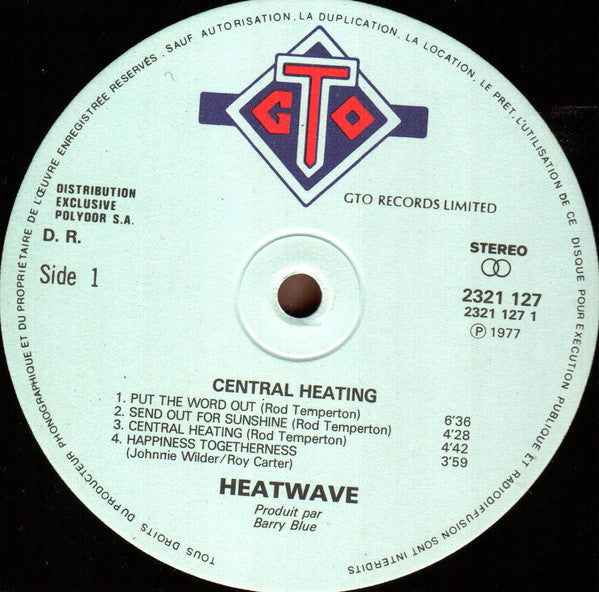 TOUS DROITS DU PRODUCTEUR PHONOGRAPHIQUE ET DU PROPRIÉTAIRE DE L'ŒUVRE ENREGISTRÉE RESERVÉS. SAUF AUTORISATION. LA DUPLICATION. LA LOCATION. LE PRET. L'UTILISATION DE CE DISQUE POUR EXECUTION PUBLIQUE ET RADIODIFFUSION SONT INTERDITS
GTO
GTO RECORDS LIMITED
DISTRIBUTION
EXCLUSIVE
POLYDOR S.A.
D. R.
Side 1
STEREO
2321 127
2321 127 1
Ⓟ 1977
CENTRAL HEATING
1. PUT THE WORD OUT (Rod Temperton) 6'36
2. SEND OUT FOR SUNSHINE (Rod Temperton) 4'28
3. CENTRAL HEATING (Rod Temperton) 4'42
4. HAPPINESS TOGETHERNESS
(Johnnie Wilder/Roy Carter) 3'59
HEATWAVE
Produit par
Barry Blue